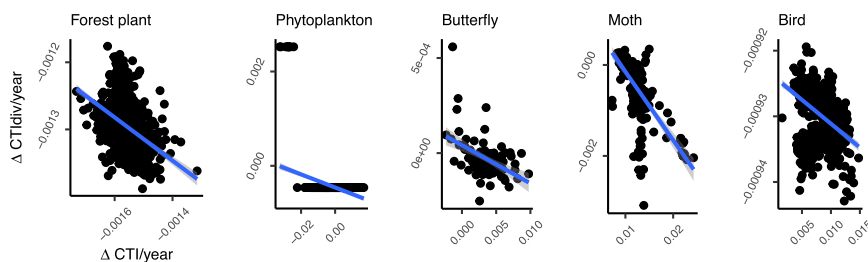 Forest plant
Phytoplankton
Butterfly
Moth
Bird
Δ CTIdiv/year
−0.0012
−0.0013
0.002
0.000
5e−04
0e+00
0.000
−0.002
−0.00092
−0.00093
−0.00094
−0.0016
−0.0014
−0.02
0.00
0.000
0.005
0.010
0.01
0.02
0.005
0.010
0.015
Δ CTI/year